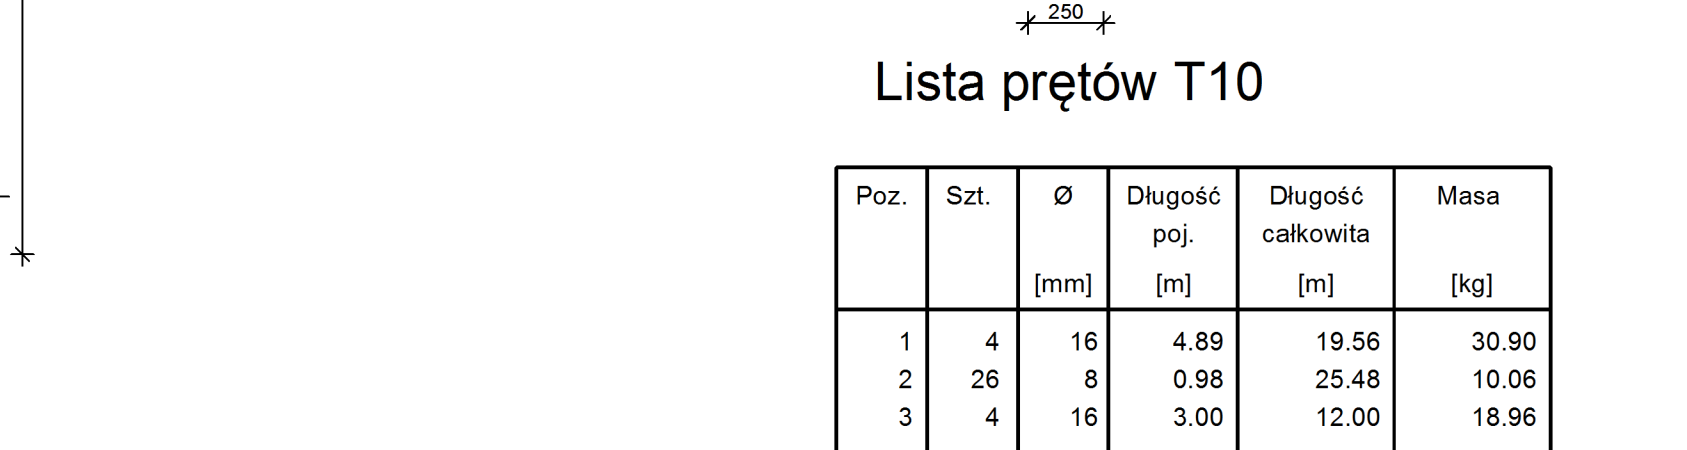 250
Lista prętów T10
Poz. Szt. Ø Długość poj. Długość całkowita Masa
[mm] [m] [m] [kg]
1 4 16 4.89 19.56 30.90
2 26 8 0.98 25.48 10.06
3 4 16 3.00 12.00 18.96